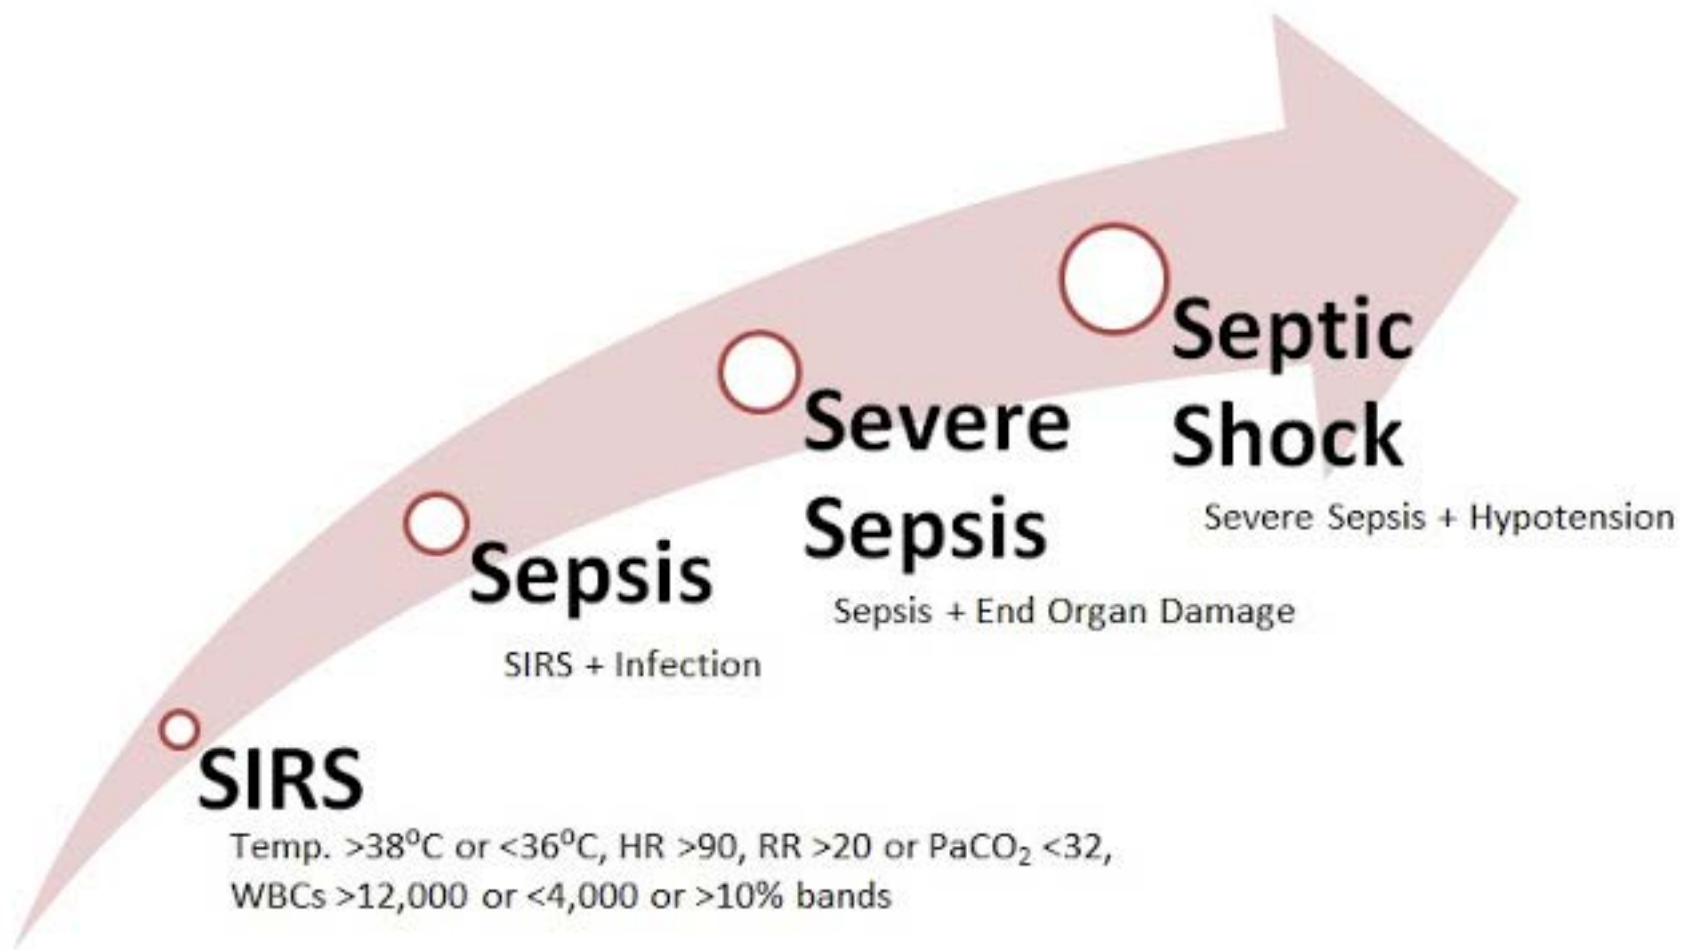 Septic
Shock
Severe Sepsis + Hypotension
Severe
Sepsis
Sepsis + End Organ Damage
Sepsis
SIRS + Infection
SIRS
Temp. >38⁰C or <36⁰C, HR >90, RR >20 or PaCO₂ <32,
WBCs >12,000 or <4,000 or >10% bands